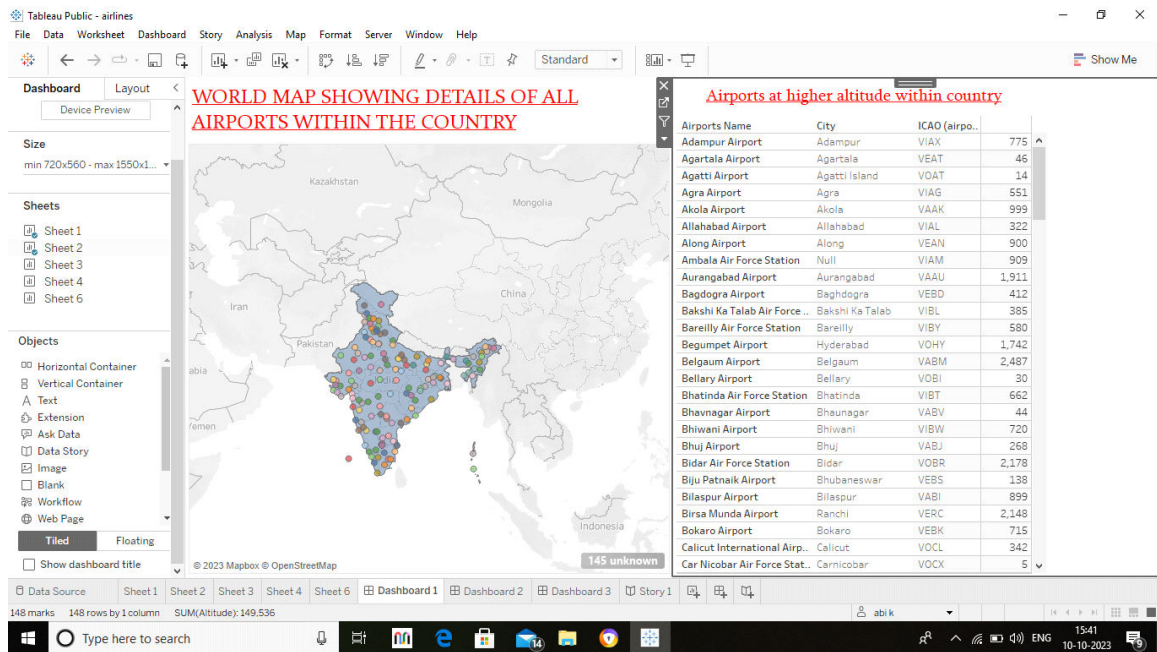 Tableau Public - airlines
File Data Worksheet Dashboard Story Analysis Map Format Server Window Help
Standard
Show Me
Dashboard Layout
Device Preview
Size
min 720x560 - max 1550x1...
Sheets
Sheet 1
Sheet 2
Sheet 3
Sheet 4
Sheet 6
Objects
Horizontal Container
Vertical Container
A Text
Extension
Ask Data
Data Story
Image
Blank
Workflow
Web Page
Tiled Floating
Show dashboard title
WORLD MAP SHOWING DETAILS OF ALL
AIRPORTS WITHIN THE COUNTRY
Kazakhstan
Mongolia
China
Iran
Pakistan
abia
India
Yemen
Indonesia
145 unknown
© 2023 Mapbox © OpenStreetMap
Airports at higher altitude within country
Airports Name City ICAO (airpo..
Adampur Airport Adampur VIAX 775
Agartala Airport Agartala VEAT 46
Agatti Airport Agatti Island VOAT 14
Agra Airport Agra VIAG 551
Akola Airport Akola VAAK 999
Allahabad Airport Allahabad VIAL 322
Along Airport Along VEAN 900
Ambala Air Force Station Null VIAM 909
Aurangabad Airport Aurangabad VAAU 1,911
Bagdogra Airport Baghdogra VEBD 412
Bakshi Ka Talab Air Force .. Bakshi Ka Talab VIBL 385
Bareilly Air Force Station Bareilly VIBY 580
Begumpet Airport Hyderabad VOHY 1,742
Belgaum Airport Belgaum VABM 2,487
Bellary Airport Bellary VOBI 30
Bhatinda Air Force Station Bhatinda VIBT 662
Bhavnagar Airport Bhaunagar VABV 44
Bhiwani Airport Bhiwani VIBW 720
Bhuj Airport Bhuj VABJ 268
Bidar Air Force Station Bidar VOBR 2,178
Biju Patnaik Airport Bhubaneswar VEBS 138
Bilaspur Airport Bilaspur VABI 899
Birsa Munda Airport Ranchi VERC 2,148
Bokaro Airport Bokaro VEBK 715
Calicut International Airp.. Calicut VOCL 342
Car Nicobar Air Force Stat.. Carnicobar VOCX 5
Data Source Sheet 1 Sheet 2 Sheet 3 Sheet 4 Sheet 6 Dashboard 1 Dashboard 2 Dashboard 3 Story 1
148 marks 148 rows by 1 column SUM(Altitude): 149,536 abi k
Type here to search 14 ENG 15:41
10-10-2023 9